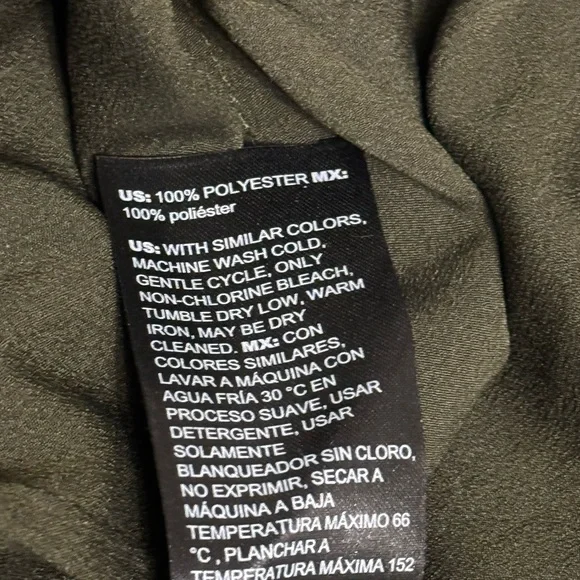 US: 100% POLYESTER MX:
100% poliéster
US: WITH SIMILAR COLORS,
MACHINE WASH COLD,
GENTLE CYCLE, ONLY
NON-CHLORINE BLEACH,
TUMBLE DRY LOW, WARM
IRON, MAY BE DRY
CLEANED. MX: CON
COLORES SIMILARES,
LAVAR A MÁQUINA CON
AGUA FRÍA 30 °C EN
PROCESO SUAVE, USAR
DETERGENTE, USAR
SOLAMENTE
BLANQUEADOR SIN CLORO,
NO EXPRIMIR, SECAR A
MÁQUINA A BAJA
TEMPERATURA MÁXIMO 66
°C , PLANCHAR A
TEMPERATURA MÁXIMA 152